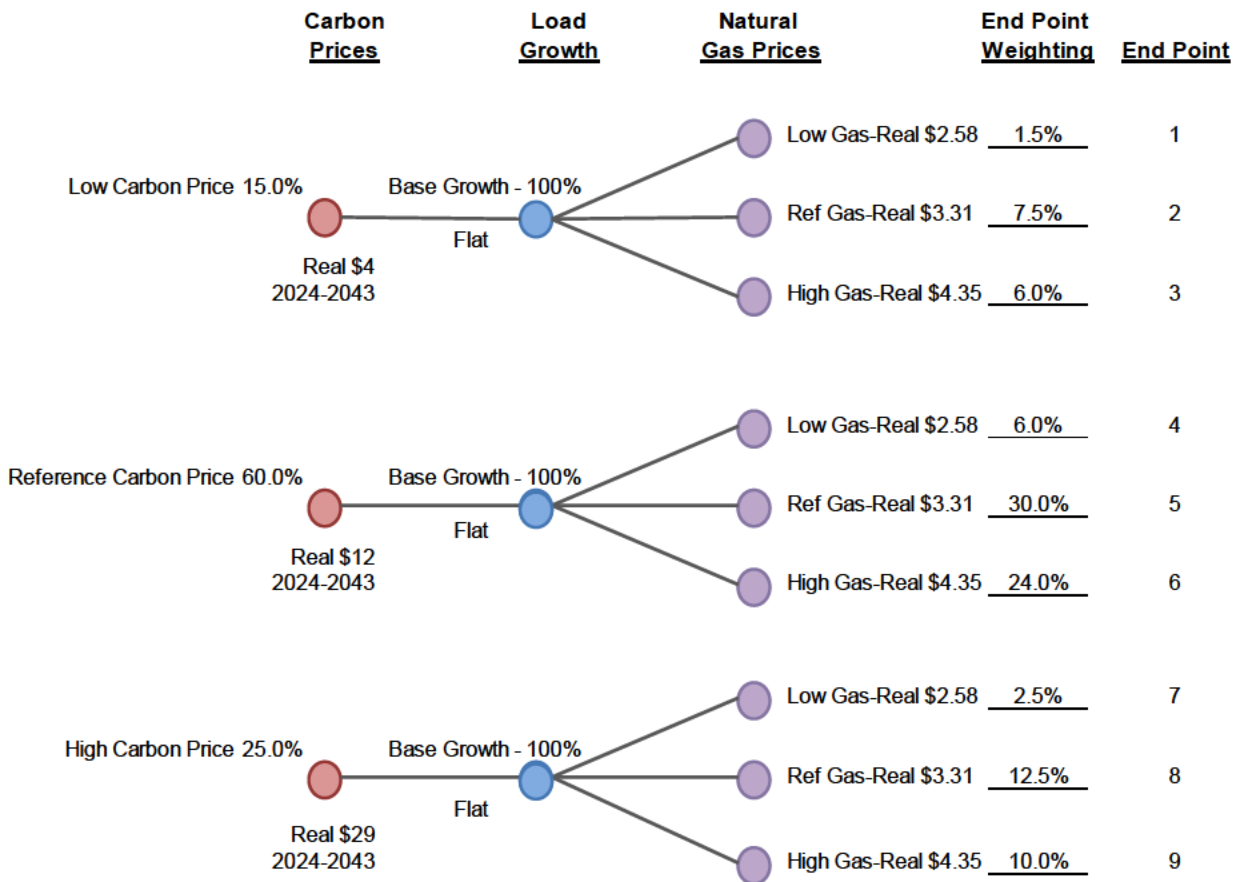 Carbon Prices
Load Growth
Natural Gas Prices
End Point Weighting
End Point
Low Carbon Price 15.0%
Real $4
2024-2043
Base Growth - 100%
Flat
Low Gas-Real $2.58 1.5% 1
Ref Gas-Real $3.31 7.5% 2
High Gas-Real $4.35 6.0% 3
Reference Carbon Price 60.0%
Real $12
2024-2043
Base Growth - 100%
Flat
Low Gas-Real $2.58 6.0% 4
Ref Gas-Real $3.31 30.0% 5
High Gas-Real $4.35 24.0% 6
High Carbon Price 25.0%
Real $29
2024-2043
Base Growth - 100%
Flat
Low Gas-Real $2.58 2.5% 7
Ref Gas-Real $3.31 12.5% 8
High Gas-Real $4.35 10.0% 9